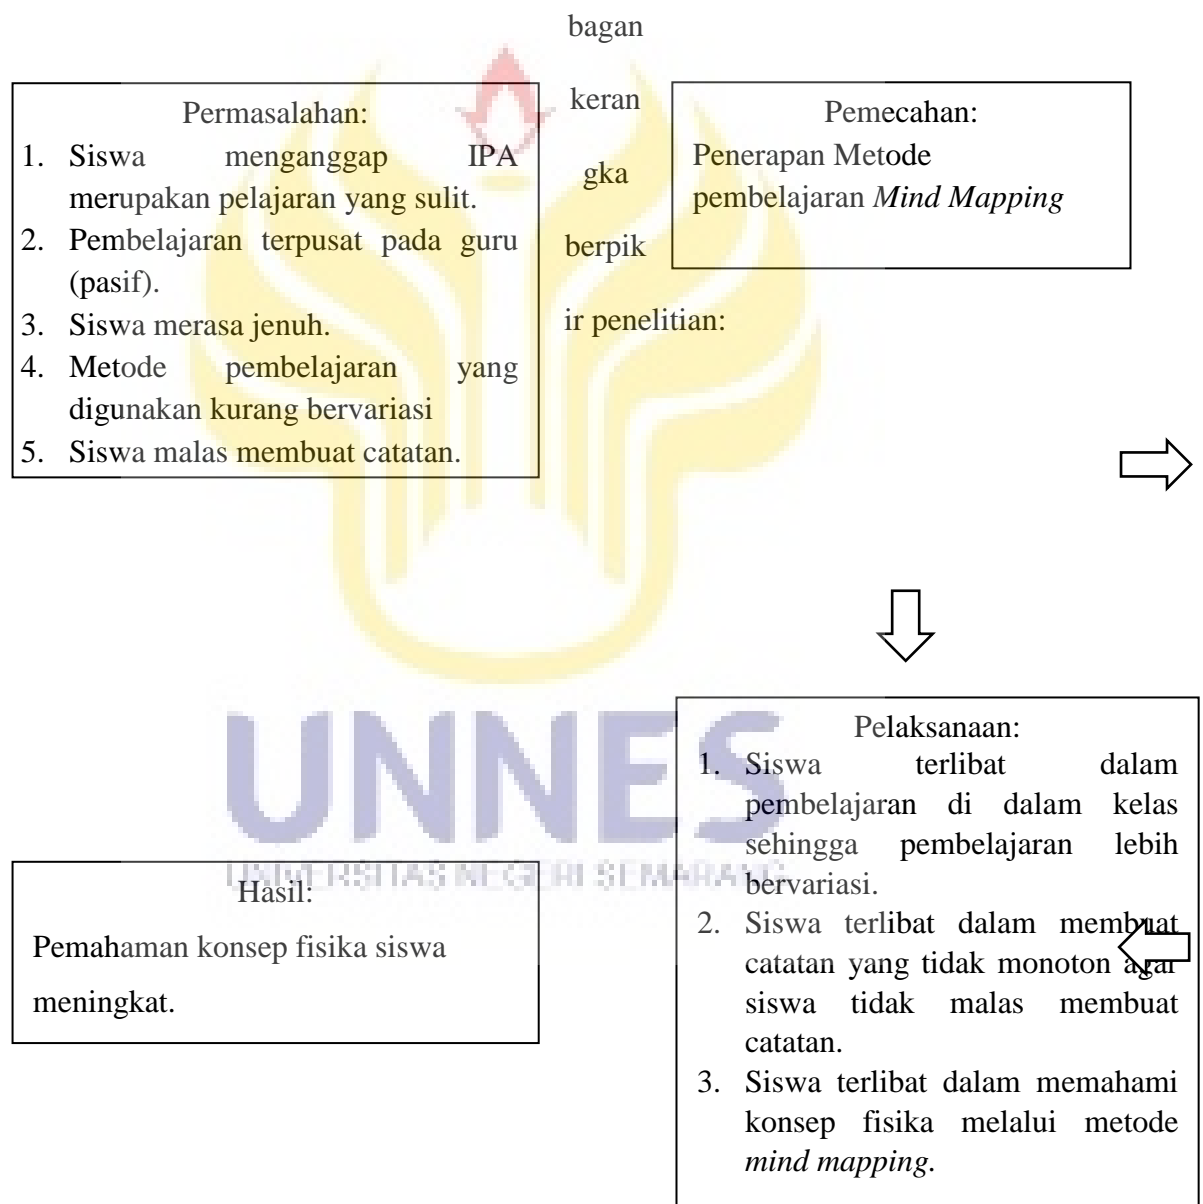 bagan
keran
gka
berpik
ir penelitian:
Permasalahan:
1. Siswa menganggap IPA
merupakan pelajaran yang sulit.
2. Pembelajaran terpusat pada guru
(pasif).
3. Siswa merasa jenuh.
4. Metode pembelajaran yang
digunakan kurang bervariasi
5. Siswa malas membuat catatan.
Pemecahan:
Penerapan Metode
pembelajaran Mind Mapping
Pelaksanaan:
1. Siswa terlibat dalam
pembelajaran di dalam kelas
sehingga pembelajaran lebih
bervariasi.
2. Siswa terlibat dalam membuat
catatan yang tidak monoton agar
siswa tidak malas membuat
catatan.
3. Siswa terlibat dalam memahami
konsep fisika melalui metode
mind mapping.
Hasil:
Pemahaman konsep fisika siswa
meningkat.
UNNES
UNIVERSITAS NEGERI SEMARANG